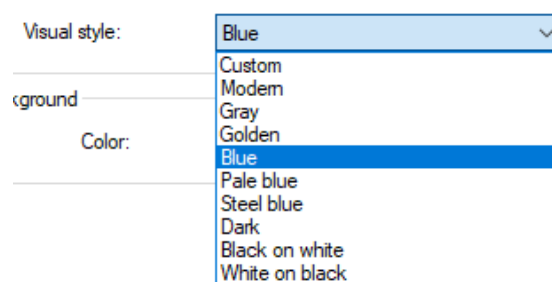 Visual style:
Blue
Custom
Modern
Gray
Golden
Blue
Pale blue
Steel blue
Dark
Black on white
White on black
kground
Color: